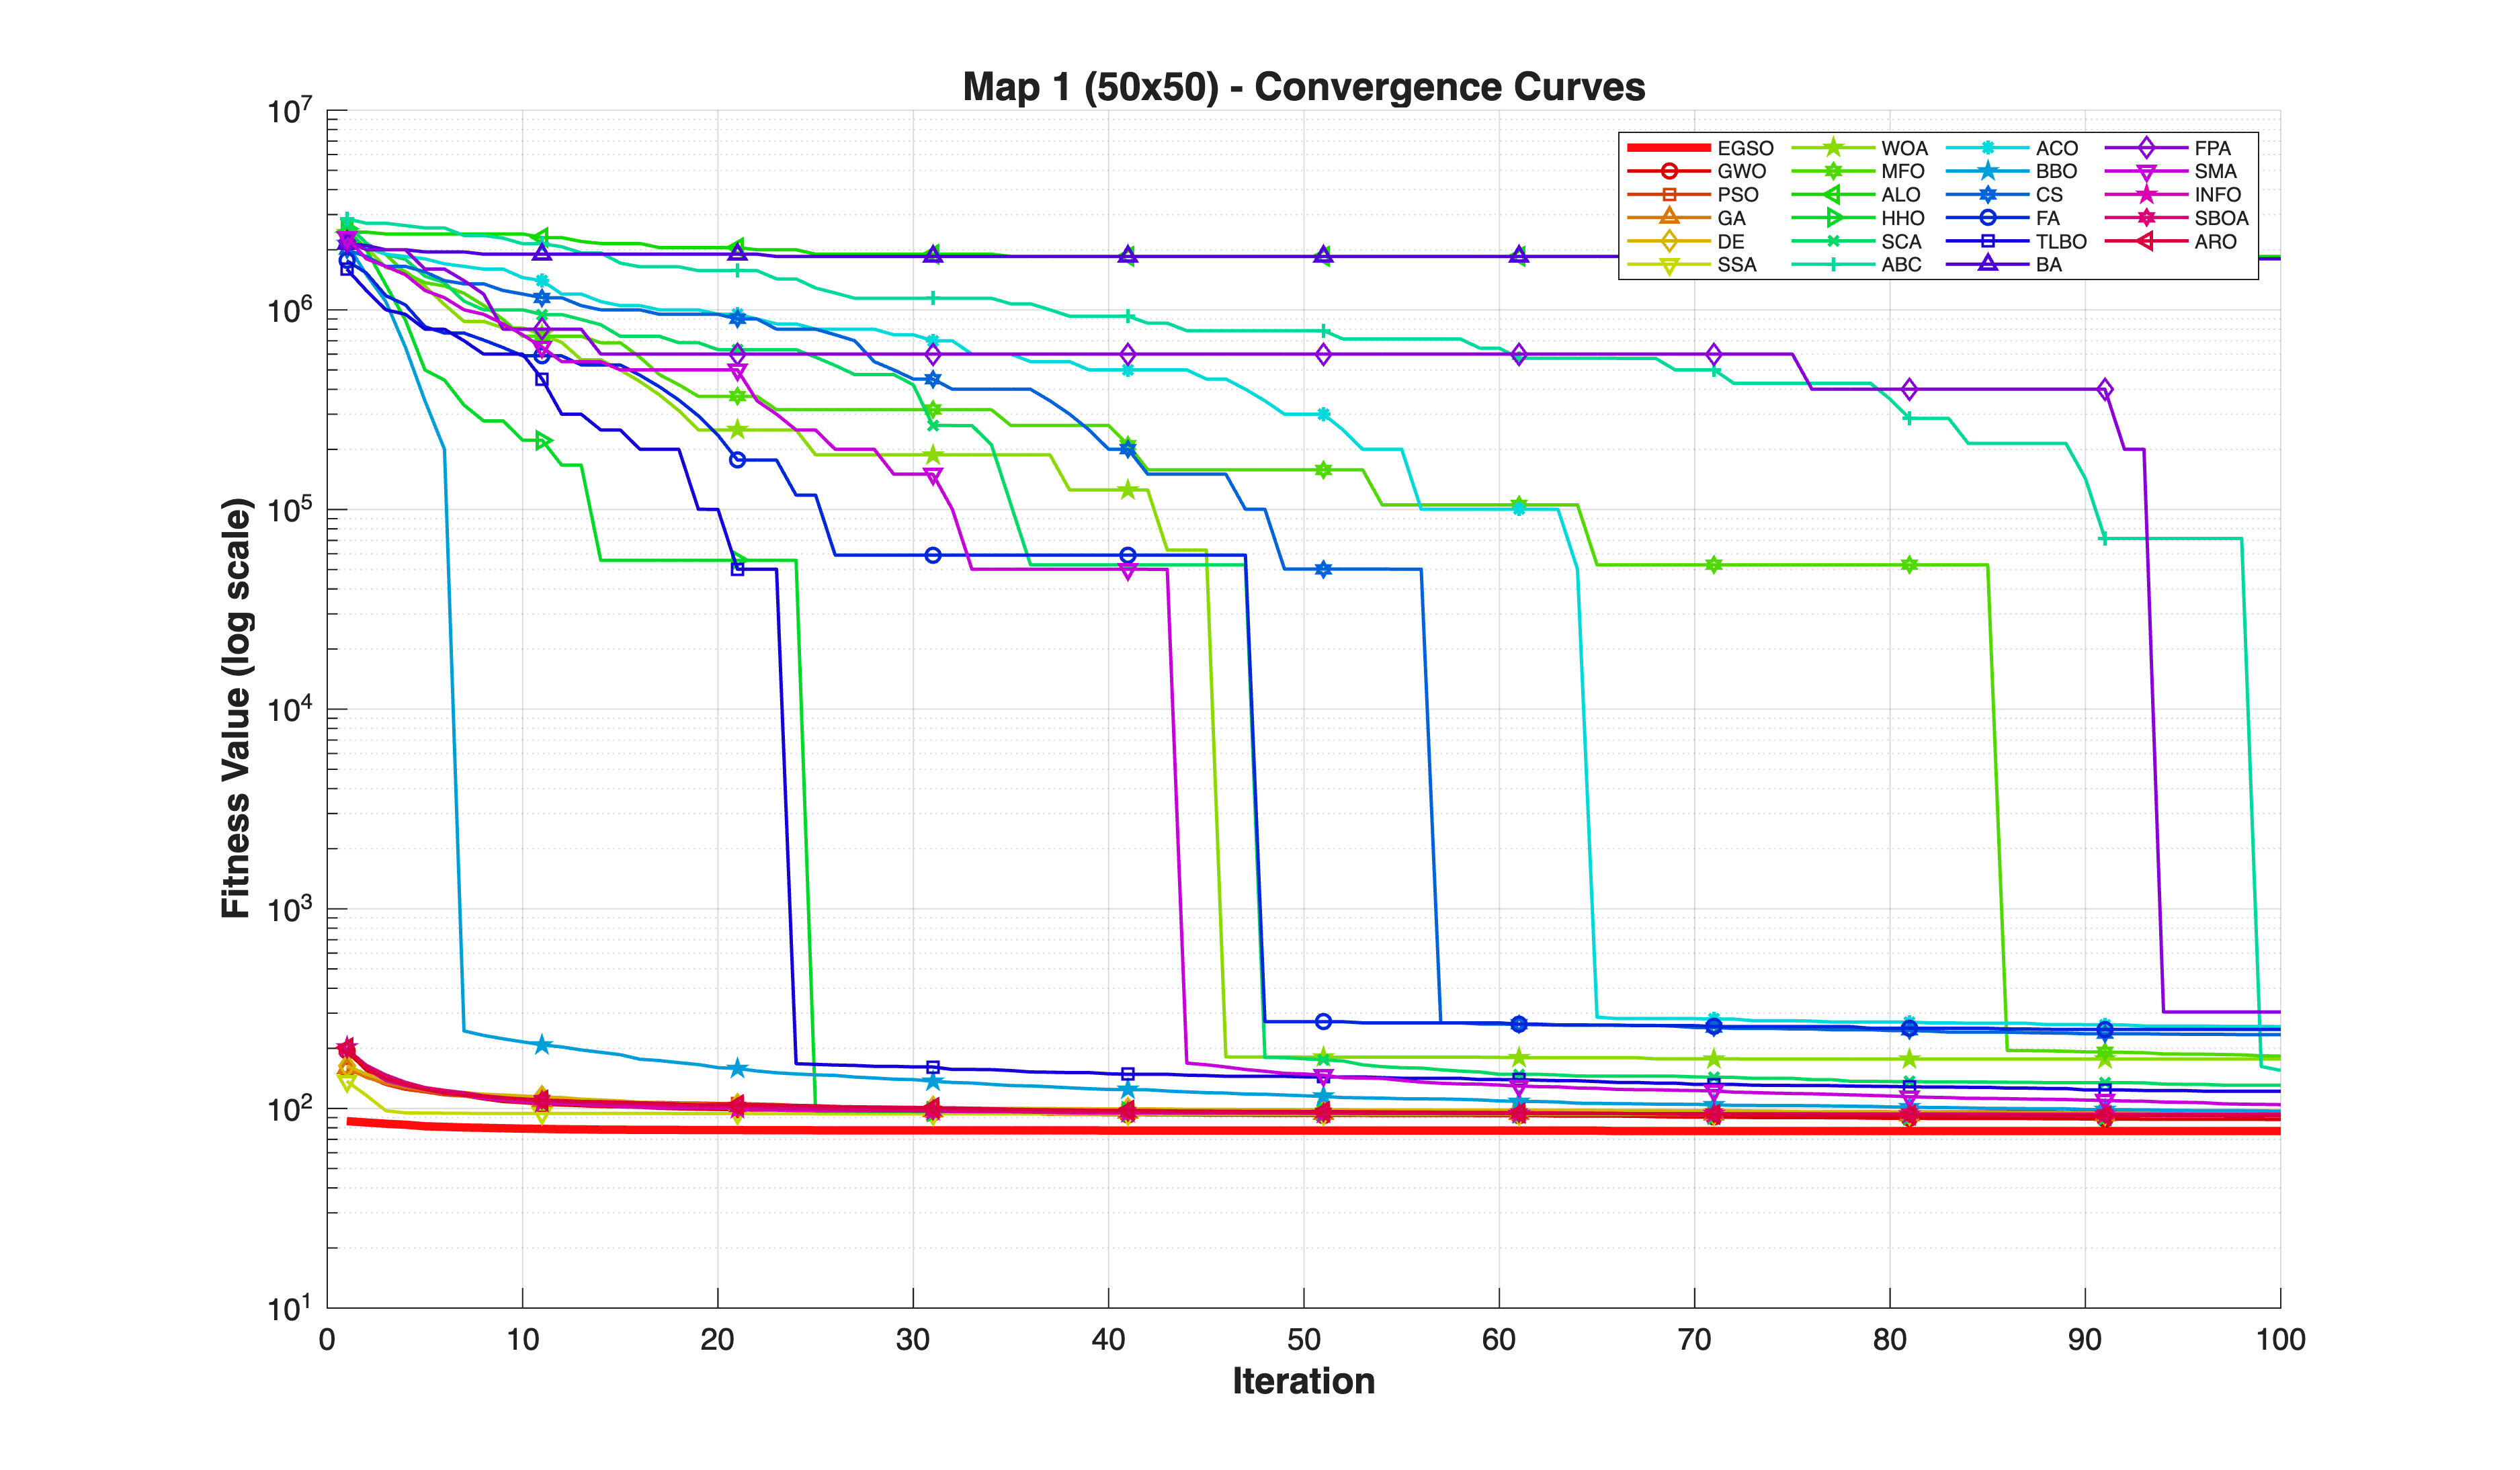 Map 1 (50x50) - Convergence Curves
Fitness Value (log scale)
10^7
10^6
10^5
10^4
10^3
10^2
10^1
EGSO WOA ACO FPA
GWO MFO BBO SMA
PSO ALO CS INFO
GA HHO FA SBOA
DE SCA TLBO ARO
SSA ABC BA
0 10 20 30 40 50 60 70 80 90 100
Iteration